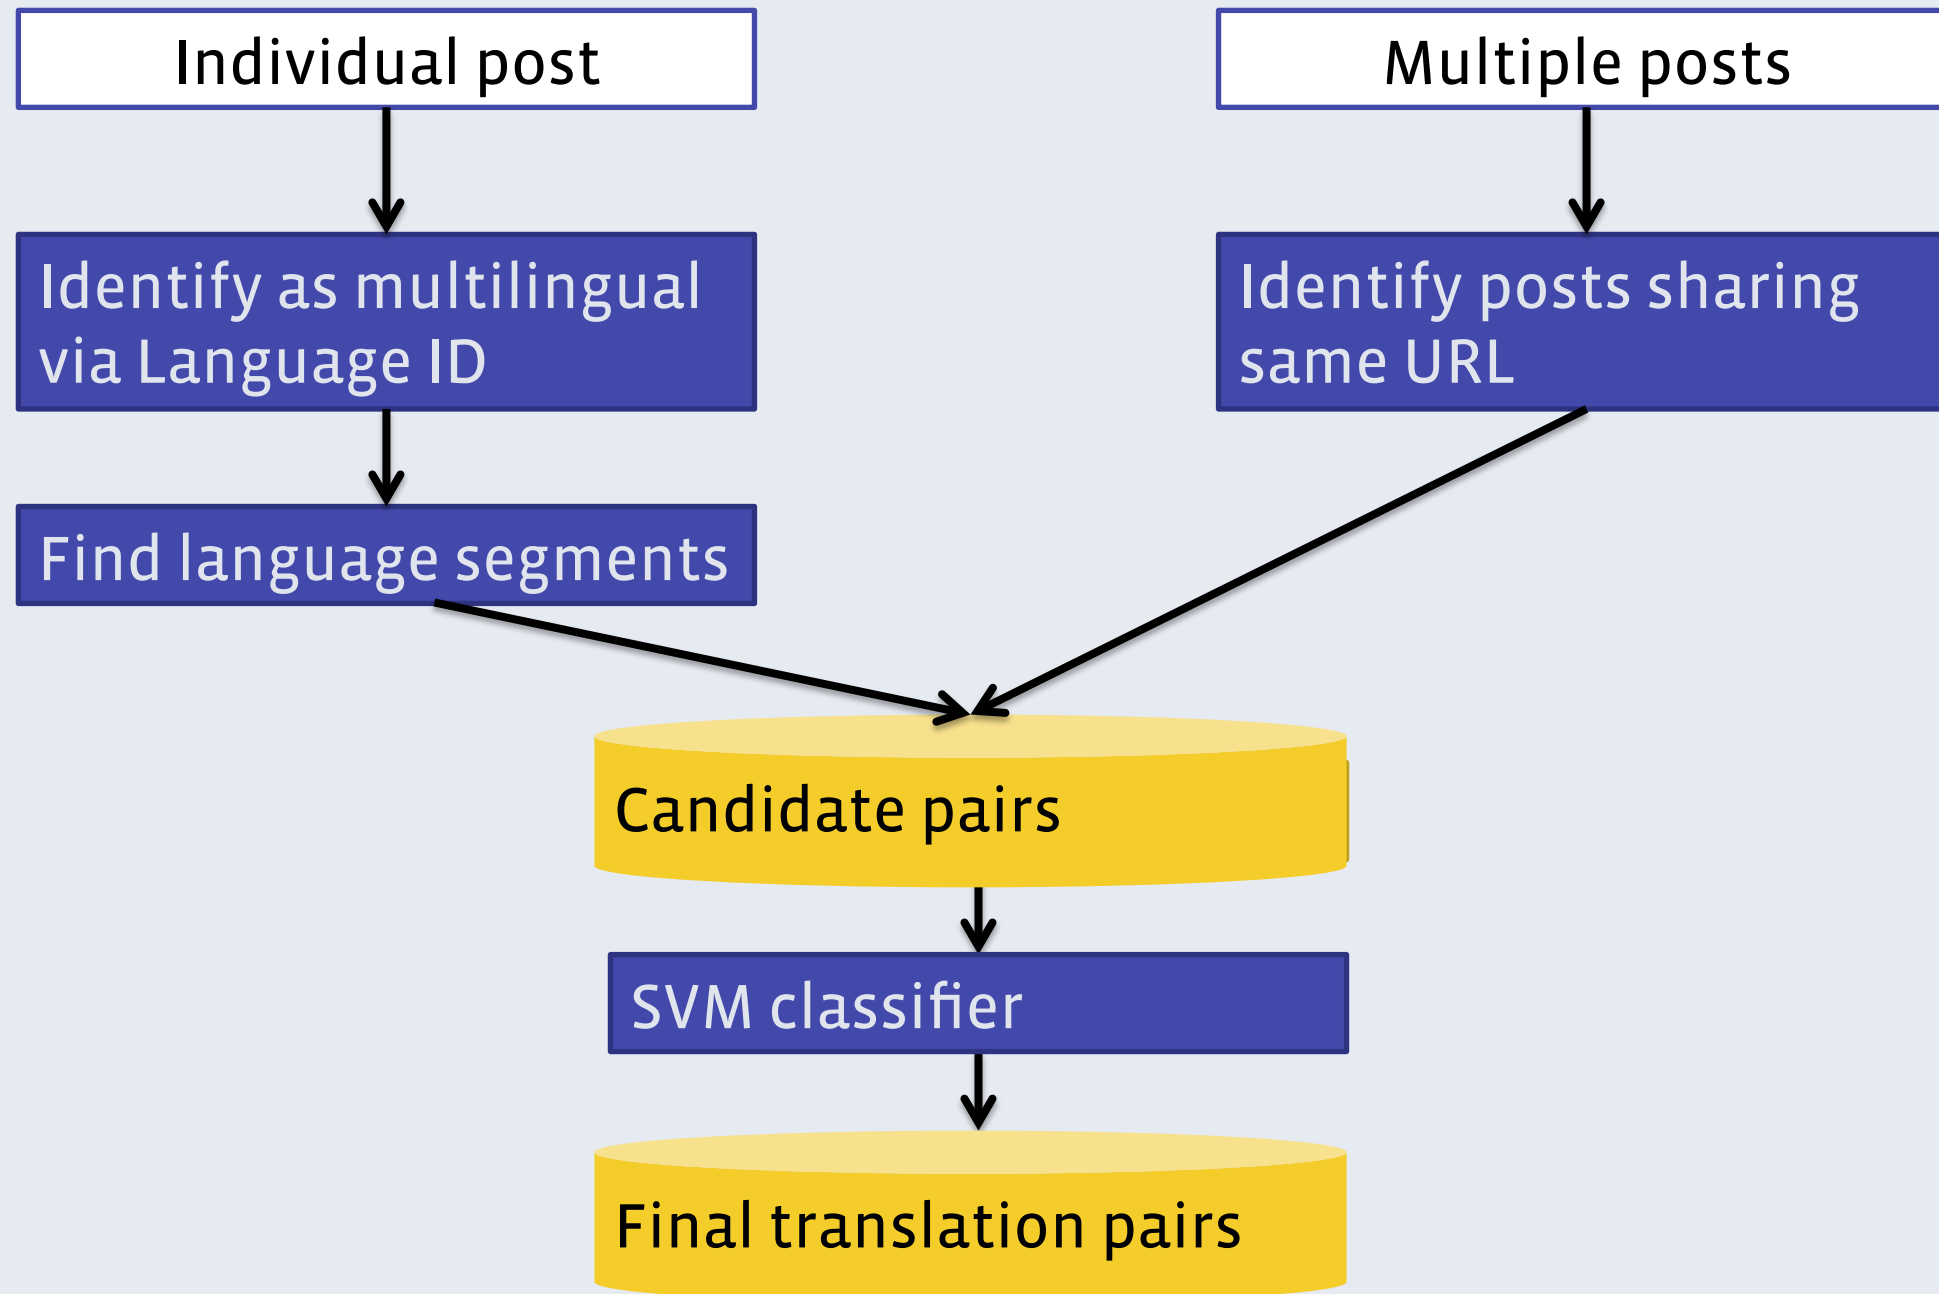 Individual post
Multiple posts
Identify as multilingual
via Language ID
Identify posts sharing
same URL
Find language segments
Candidate pairs
SVM classifier
Final translation pairs